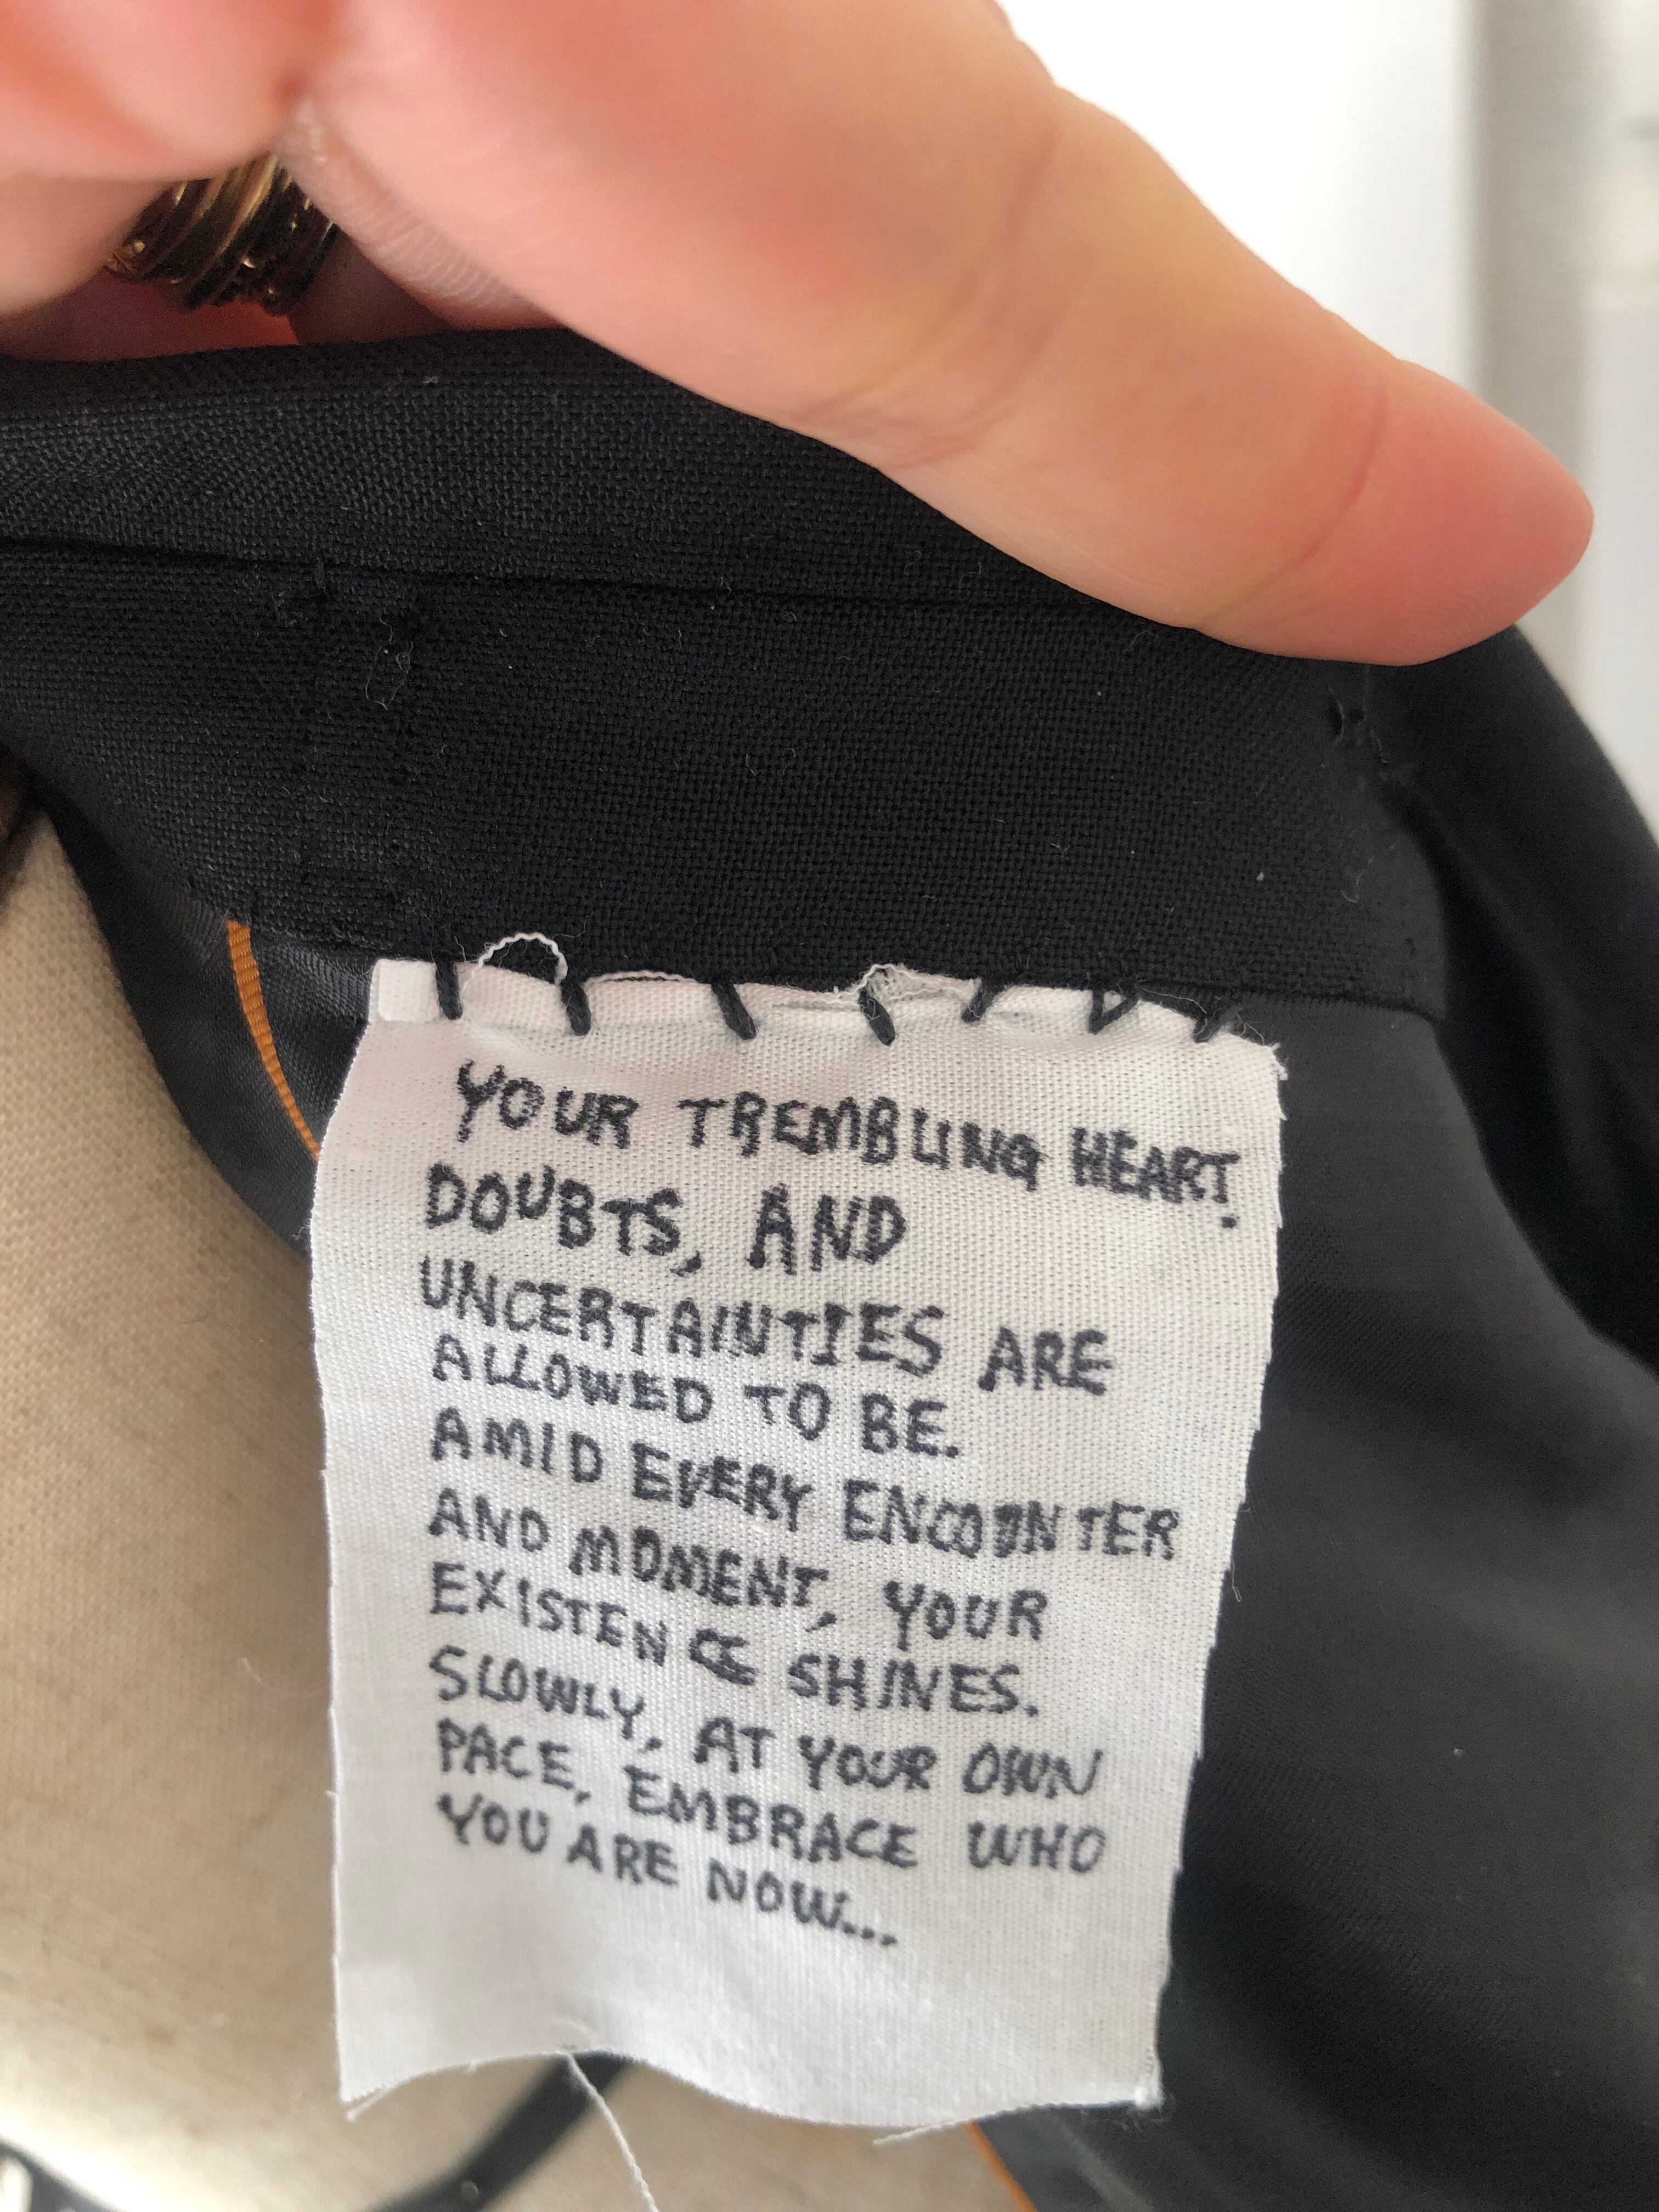 YOUR TREMBLING HEART,
DOUBTS, AND
UNCERTAINTIES ARE
ALLOWED TO BE.
AMID EVERY ENCOUNTER
AND MOMENT, YOUR
EXISTENCE SHINES.
SLOWLY, AT YOUR OWN
PACE, EMBRACE WHO
YOU ARE NOW...